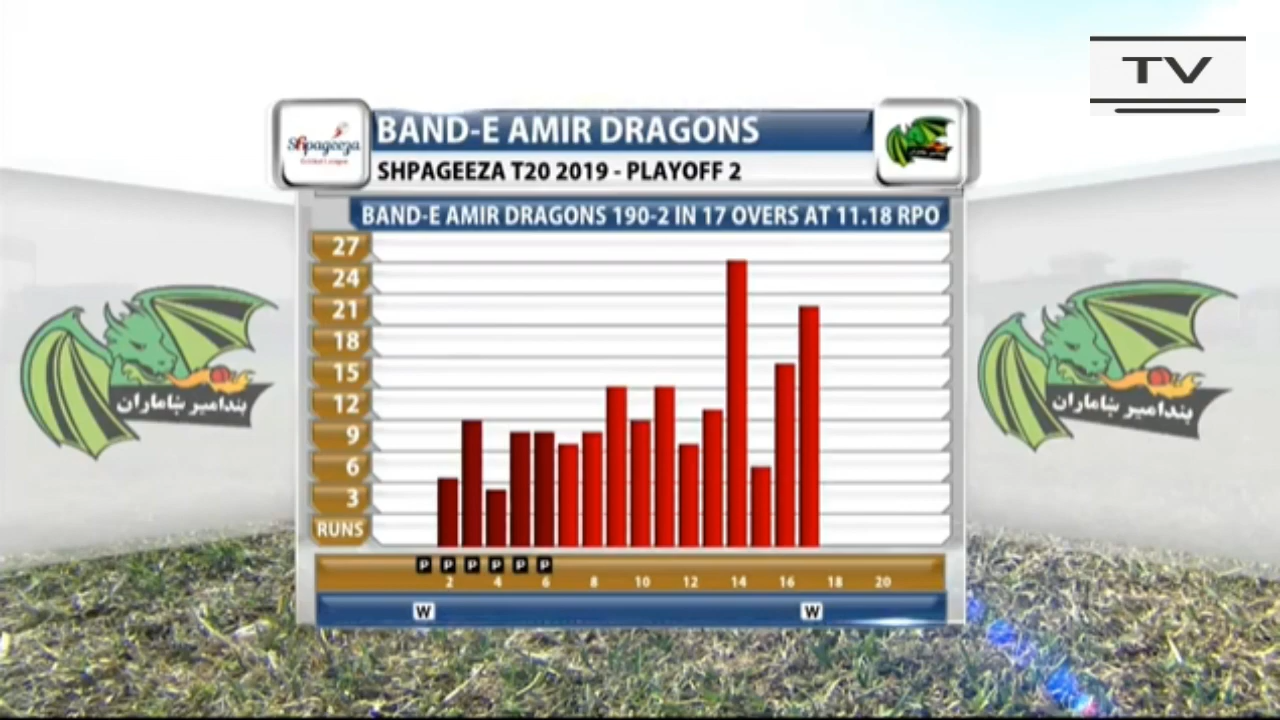 TV
Shpageeza
BAND-E AMIR DRAGONS
SHPAGEEZA T20 2019 - PLAYOFF 2
BAND-E AMIR DRAGONS 190-2 IN 17 OVERS AT 11.18 RPO
27
24
21
18
15
12
9
6
3
RUNS
P P P P P P
2 4 6 8 10 12 14 16 18 20
W W
بندامیر ښاماران
بندامیر ښاماران